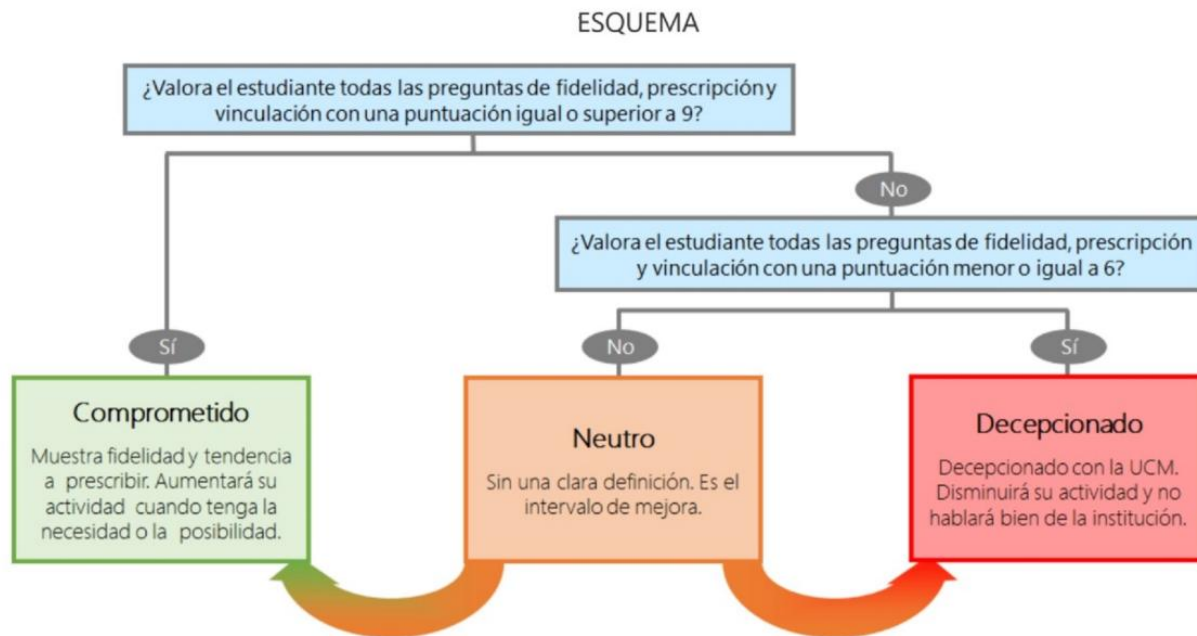 ESQUEMA
¿Valora el estudiante todas las preguntas de fidelidad, prescripción y
vinculación con una puntuación igual o superior a 9?
No
¿Valora el estudiante todas las preguntas de fidelidad, prescripción
y vinculación con una puntuación menor o igual a 6?
Sí
No
Sí
Comprometido
Muestra fidelidad y tendencia
a prescribir. Aumentará su
actividad cuando tenga la
necesidad o la posibilidad.
Neutro
Sin una clara definición. Es el
intervalo de mejora.
Decepcionado
Decepcionado con la UCM.
Disminuirá su actividad y no
hablará bien de la institución.